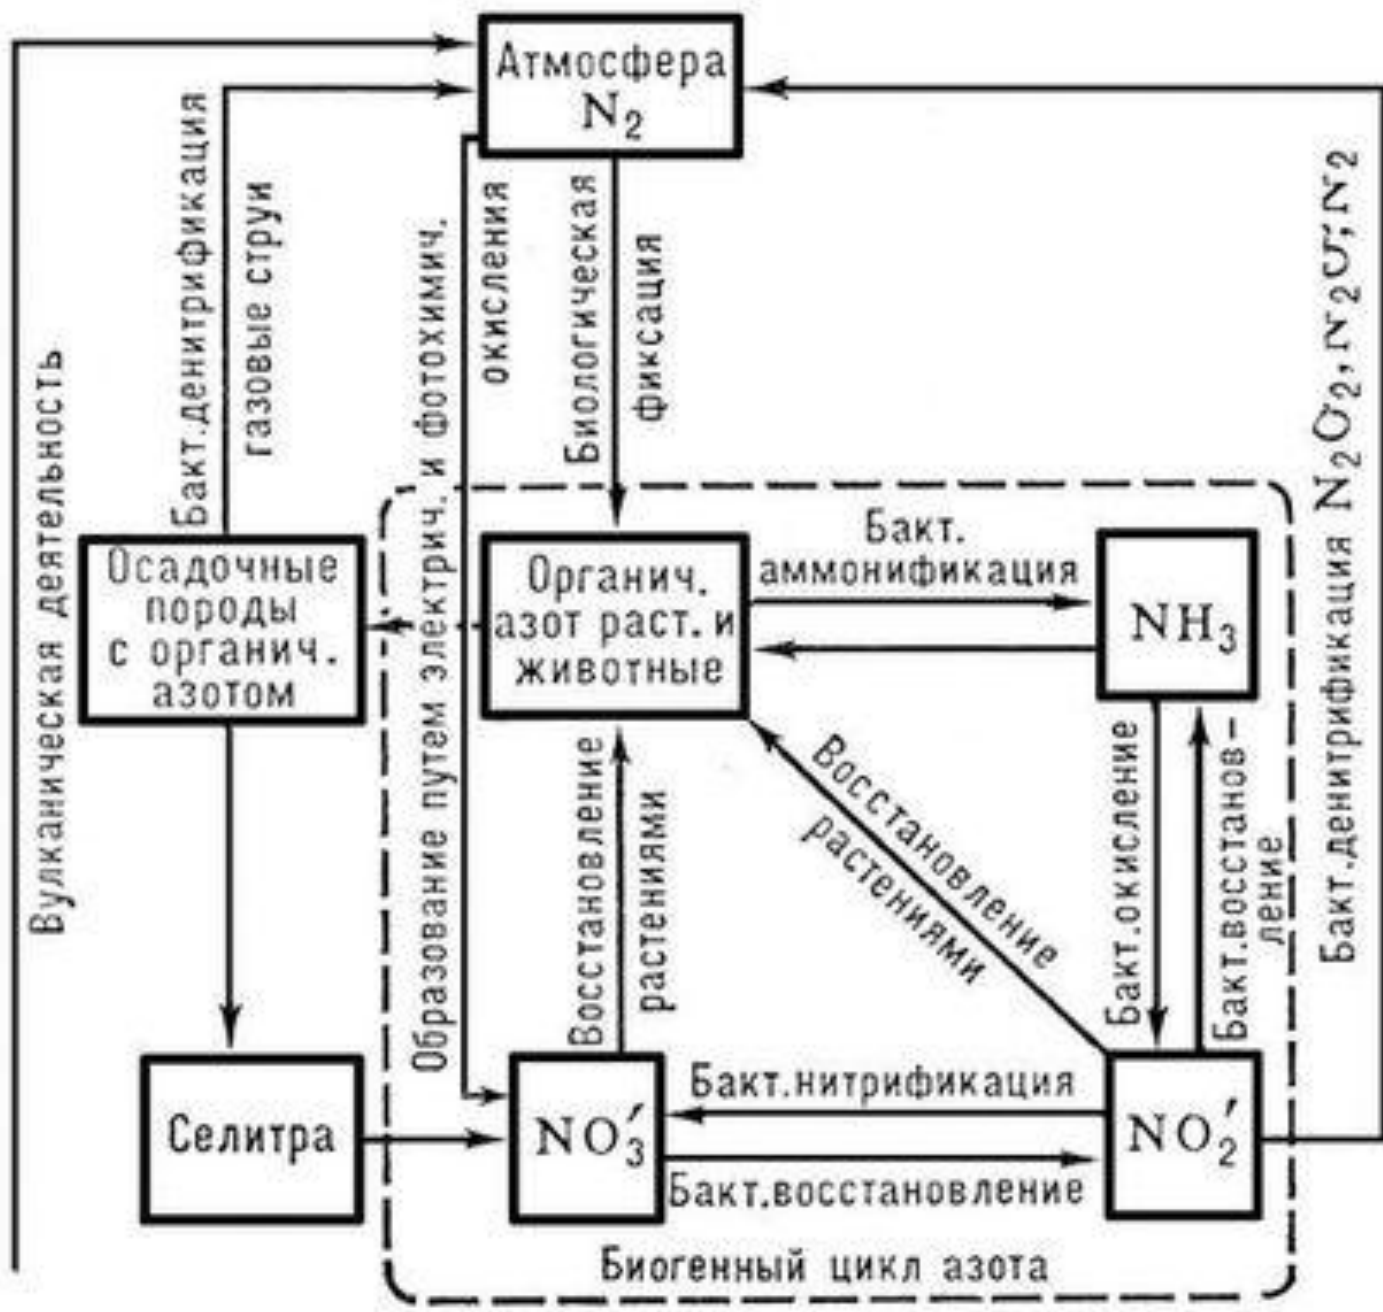 Атмосфера
N₂
Вулканическая деятельность
Бакт.денитрификация
газовые струи
Образование путем электрич. и фотохимич.
окисления
Биологическая
фиксация
Бакт.денитрификация N₂O₂, N₂O; N₂
Осадочные
породы
с органич.
азотом
Органич.
азот раст. и
животные
Бакт.
аммонификация
NH₃
Восстановление
растениями
Восстановление
растениями
Бакт.окисление
Бакт.восстанов-
ление
Селитра
NO₃′
Бакт.нитрификация
Бакт.восстановление
NO₂′
Биогенный цикл азота